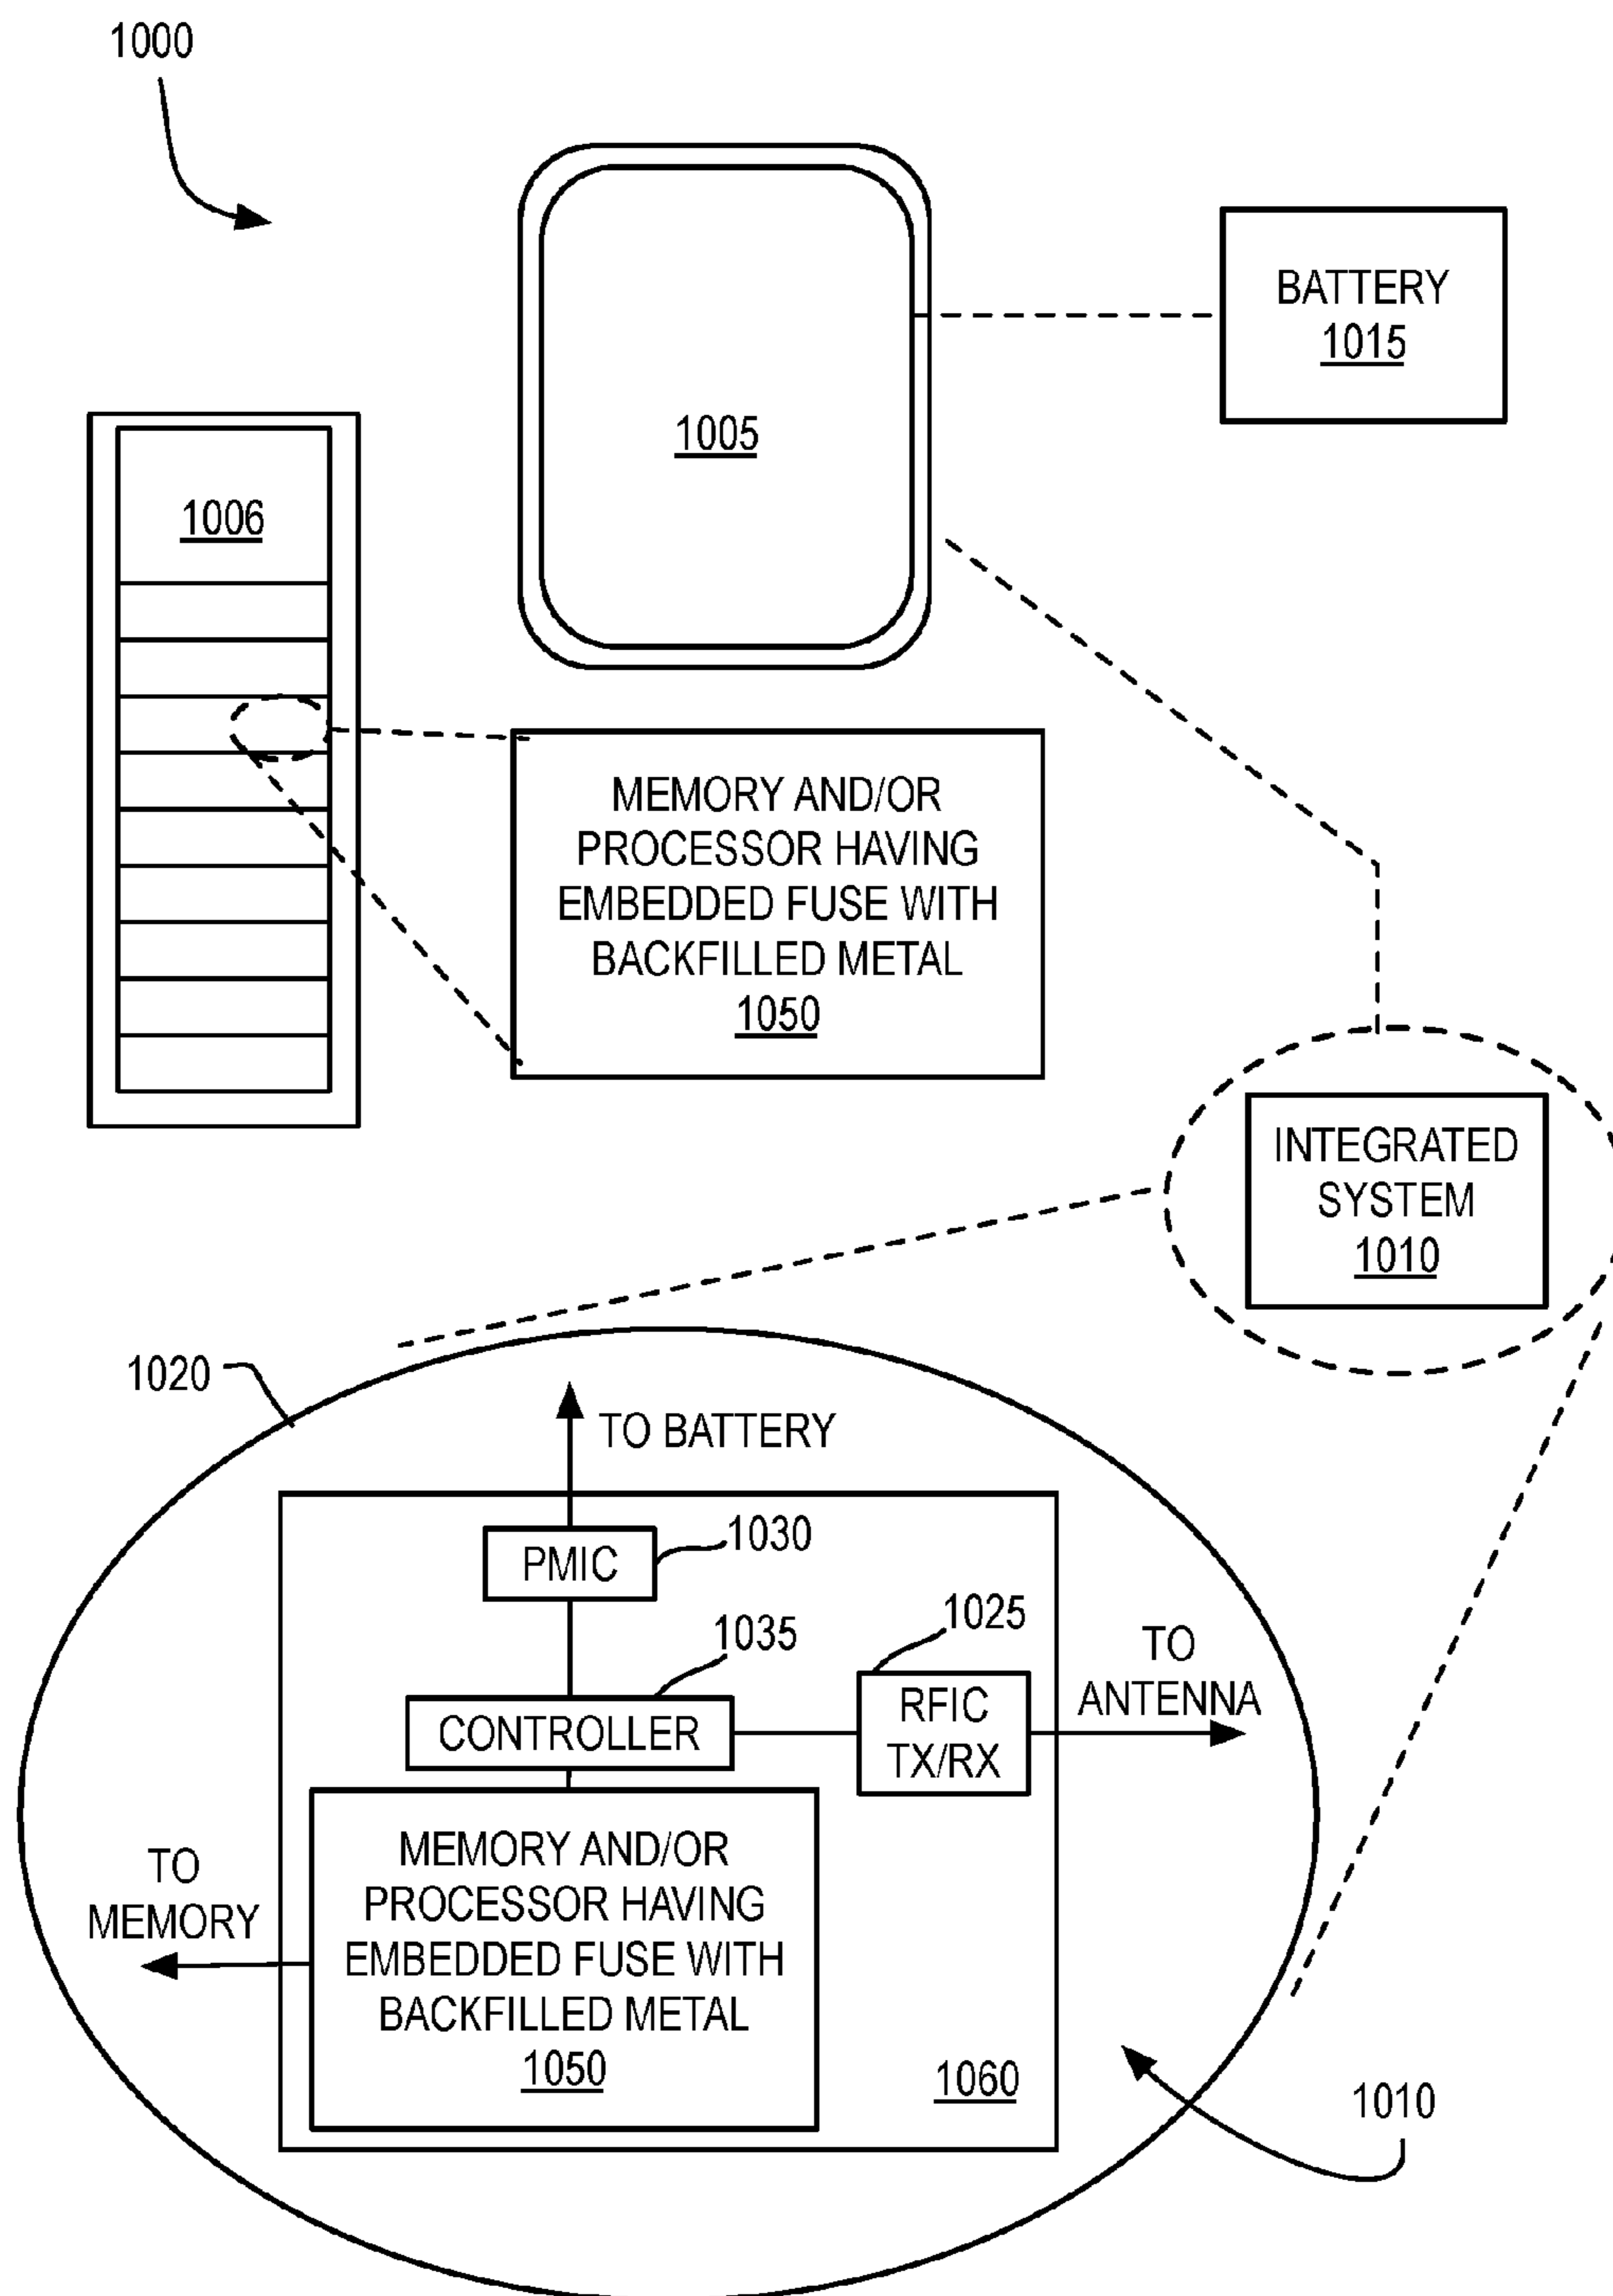 1000
BATTERY
1015
1005
1006
MEMORY AND/OR
PROCESSOR HAVING
EMBEDDED FUSE WITH
BACKFILLED METAL
1050
INTEGRATED
SYSTEM
1010
1020
TO BATTERY
PMIC
1030
1035
1025
TO
ANTENNA
CONTROLLER
RFIC
TX/RX
TO
MEMORY
MEMORY AND/OR
PROCESSOR HAVING
EMBEDDED FUSE WITH
BACKFILLED METAL
1050
1060
1010